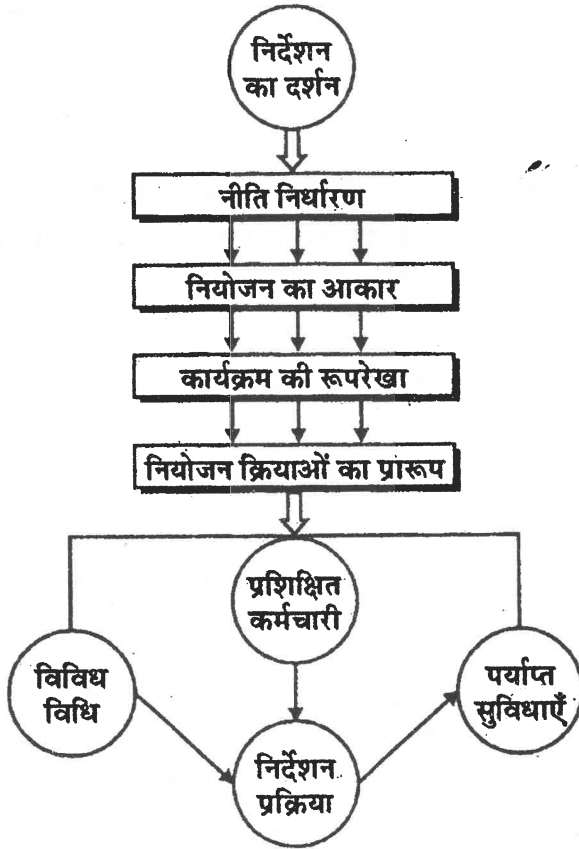 निर्देशन
का दर्शन
नीति निर्धारण
नियोजन का आकार
कार्यक्रम की रूपरेखा
नियोजन क्रियाओं का प्रारूप
प्रशिक्षित
कर्मचारी
विविध
विधि
पर्याप्त
सुविधाएँ
निर्देशन
प्रक्रिया